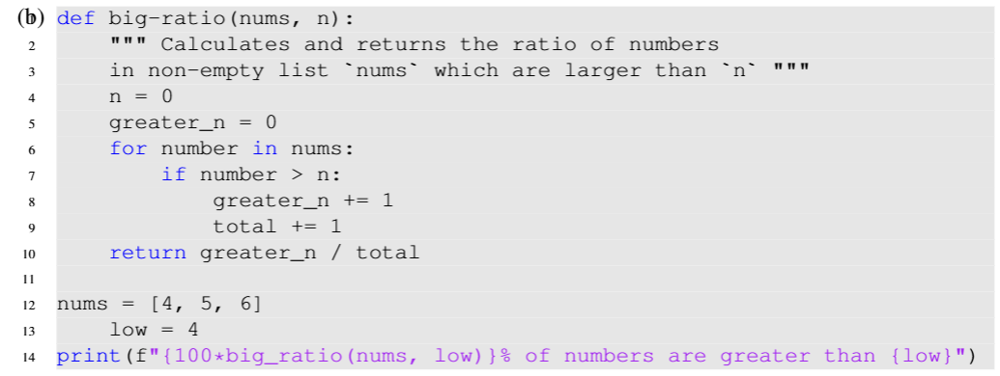 (b) def big-ratio(nums, n):
2 """ Calculates and returns the ratio of numbers
3 in non-empty list `nums` which are larger than `n` """
4 n = 0
5 greater_n = 0
6 for number in nums:
7 if number > n:
8 greater_n += 1
9 total += 1
10 return greater_n / total
11
12 nums = [4, 5, 6]
13 low = 4
14 print(f"{100*big_ratio(nums, low)}% of numbers are greater than {low}")